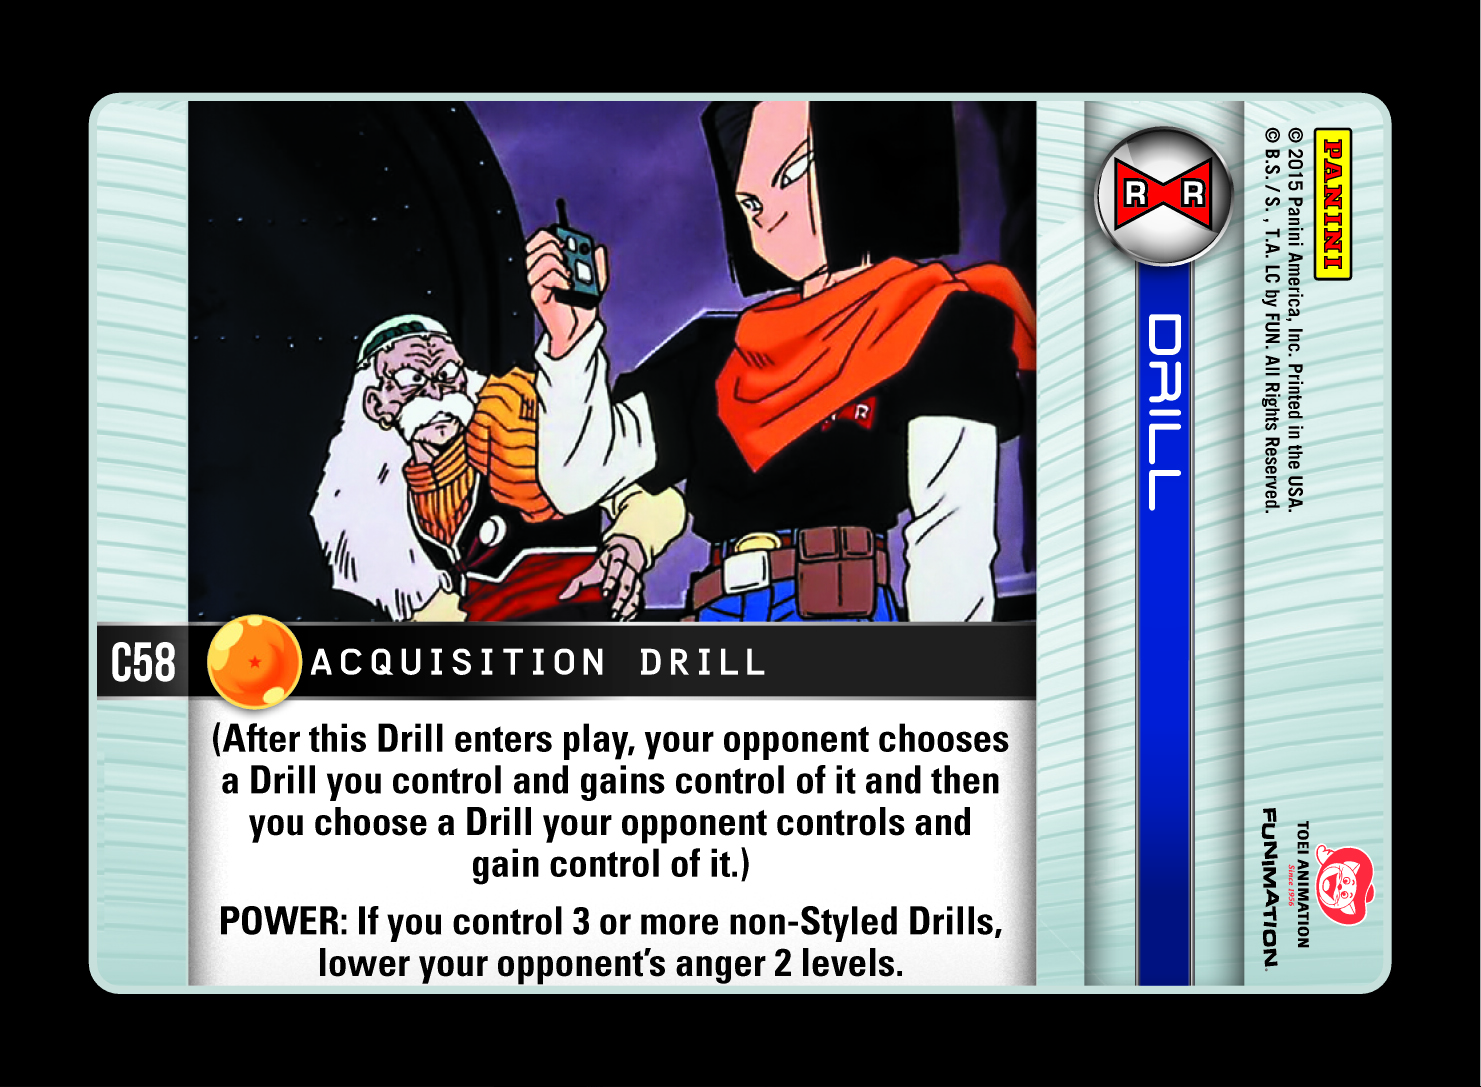 C58
ACQUISITION DRILL
(After this Drill enters play, your opponent chooses
a Drill you control and gains control of it and then
you choose a Drill your opponent controls and
gain control of it.)
POWER: If you control 3 or more non-Styled Drills,
lower your opponent's anger 2 levels.
R R
R
DRILL
PANINI
© 2015 Panini America, Inc. Printed in the USA.
© B.S. / S. , T.A. LC by FUN. All Rights Reserved.
TOEI ANIMATION
Since 1956
FUNIMATION